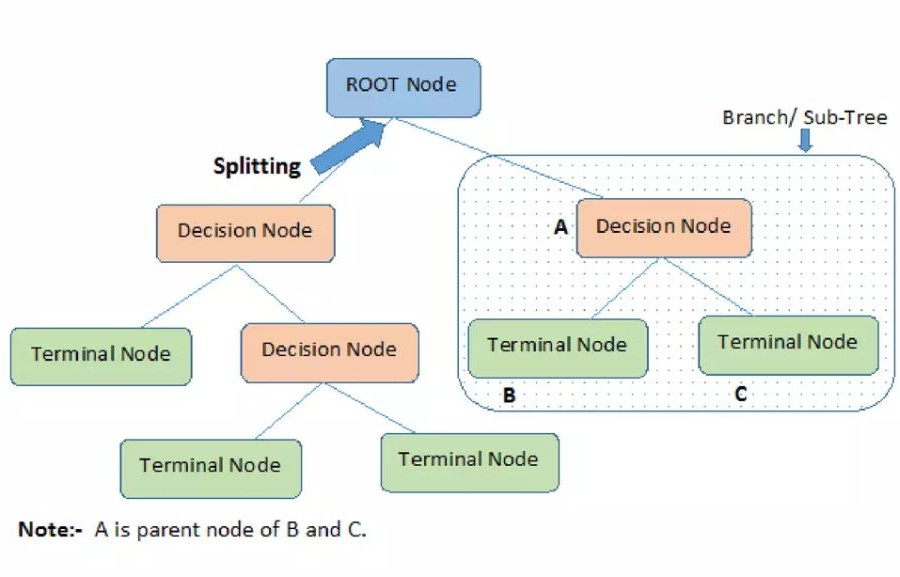 ROOT Node
Branch/ Sub-Tree
Splitting
Decision Node
A
Decision Node
Terminal Node
Decision Node
Terminal Node
Terminal Node
B
C
Terminal Node
Terminal Node
Note:- A is parent node of B and C.